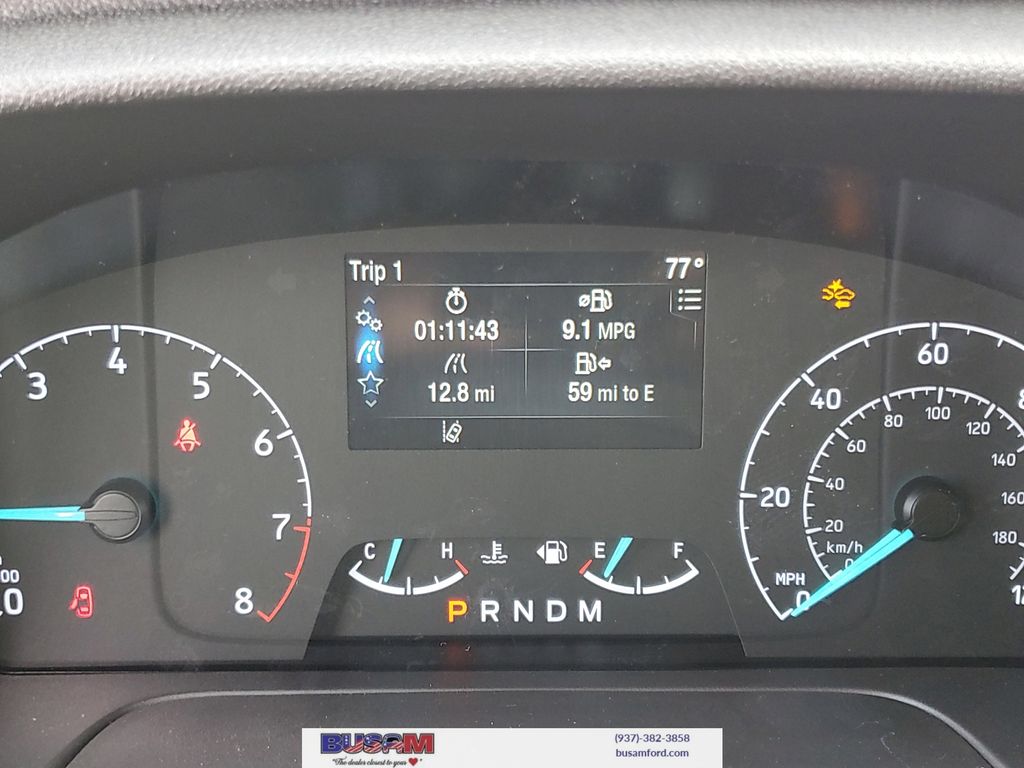 Trip 1 77°
01:11:43 9.1 MPG
12.8 mi 59 mi to E
3 4 5 6 7 8
C H E F
P R N D M
20 40 60
20 40 60 80 100 120 140 160 180
km/h
MPH
0
BUSAM
"The dealer closest to your
(937)-382-3858
busamford.com